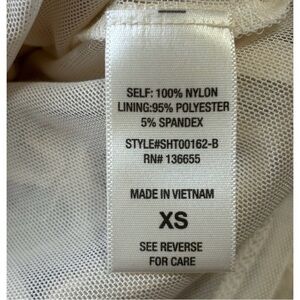 SELF: 100% NYLON
LINING:95% POLYESTER
5% SPANDEX
STYLE#SHT00162-B
RN# 136655
MADE IN VIETNAM
XS
SEE REVERSE
FOR CARE